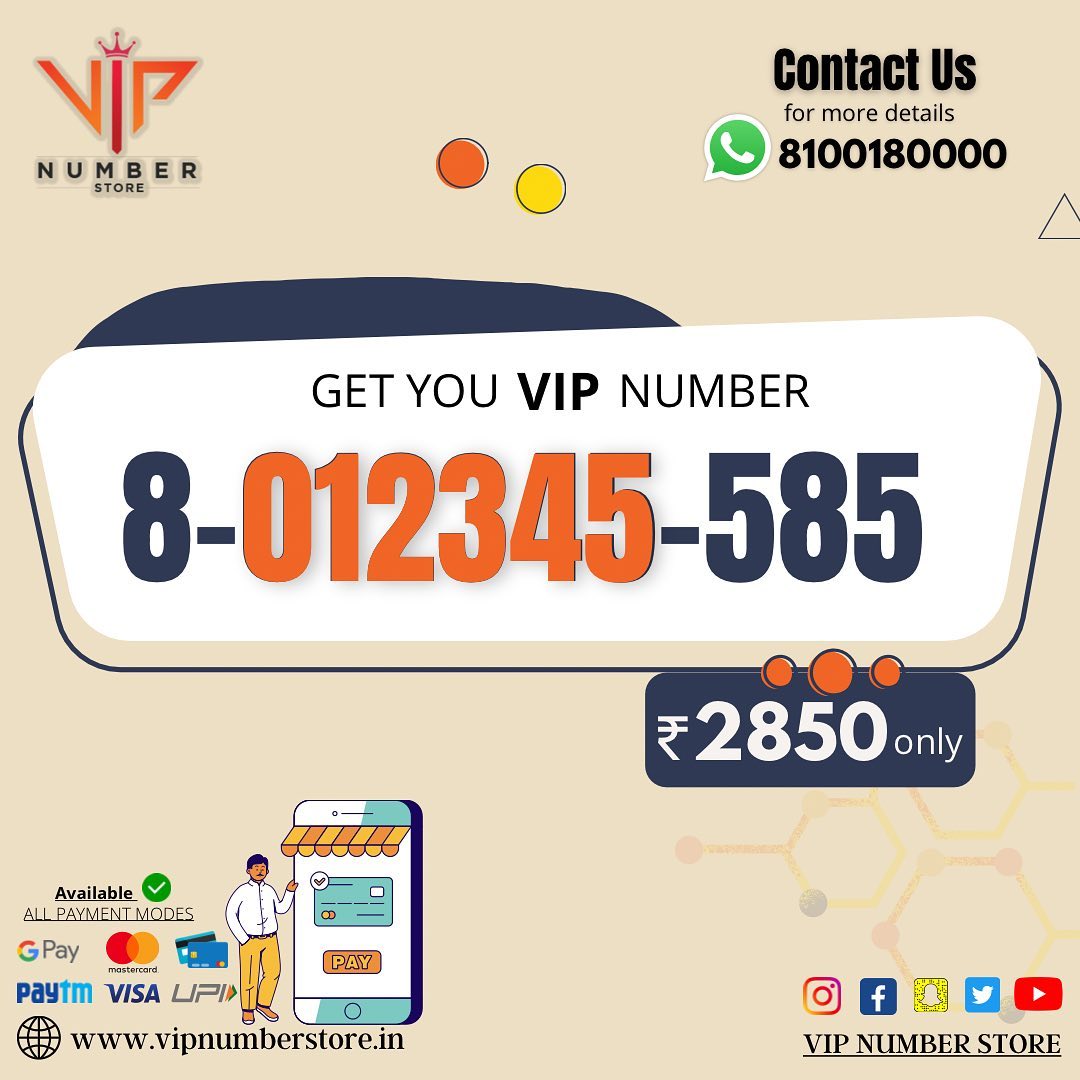 VIP
NUMBER
STORE
Contact Us
for more details
8100180000
GET YOU VIP NUMBER
8-012345-585
₹2850 only
Available
ALL PAYMENT MODES
G Pay
mastercard
Paytm VISA UPI
PAY
www.vipnumberstore.in
VIP NUMBER STORE